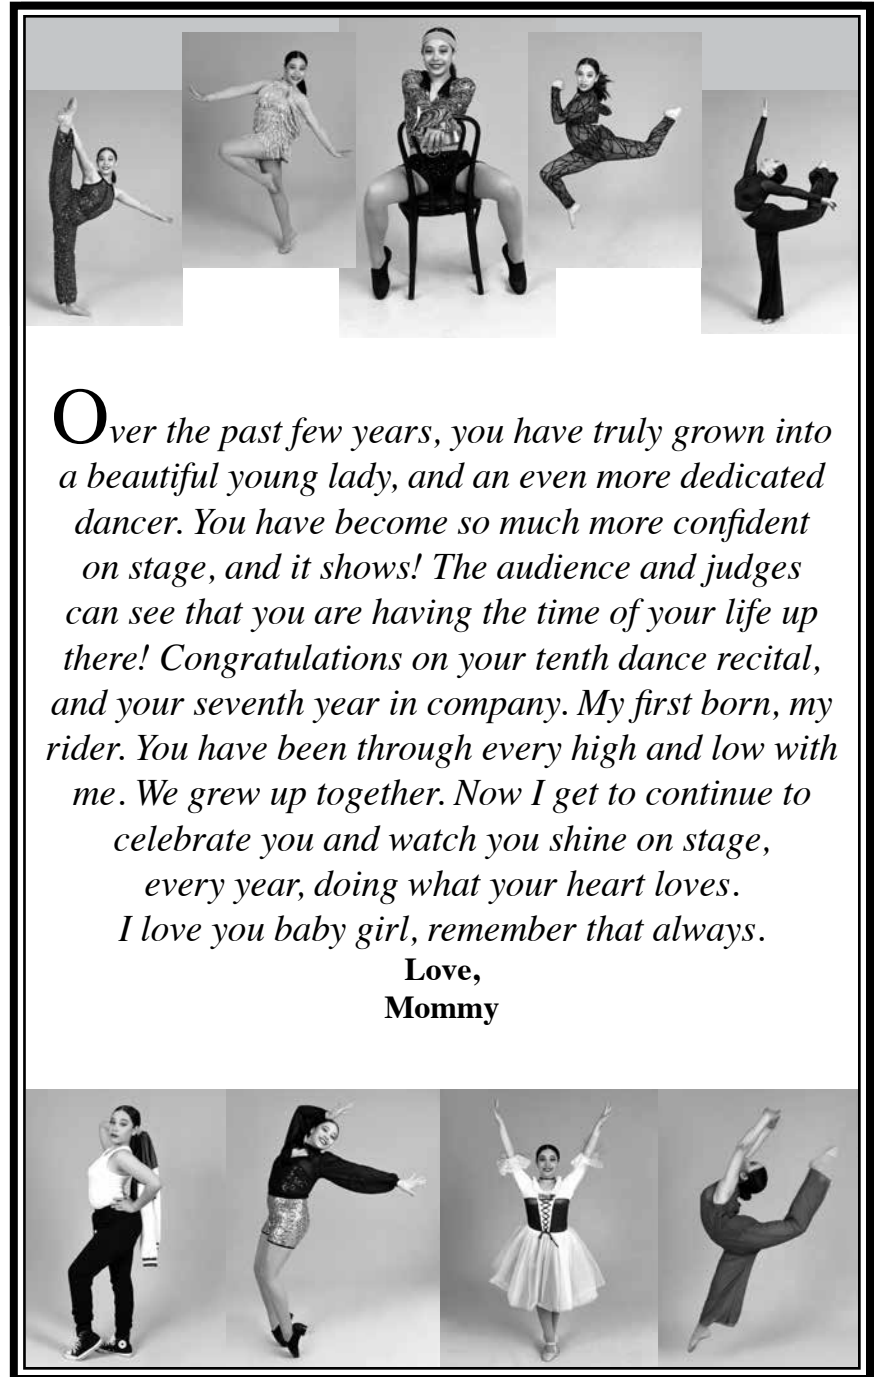 Over the past few years, you have truly grown into
a beautiful young lady, and an even more dedicated
dancer. You have become so much more confident
on stage, and it shows! The audience and judges
can see that you are having the time of your life up
there! Congratulations on your tenth dance recital,
and your seventh year in company. My first born, my
rider. You have been through every high and low with
me. We grew up together. Now I get to continue to
celebrate you and watch you shine on stage,
every year, doing what your heart loves.
I love you baby girl, remember that always.
Love,
Mommy